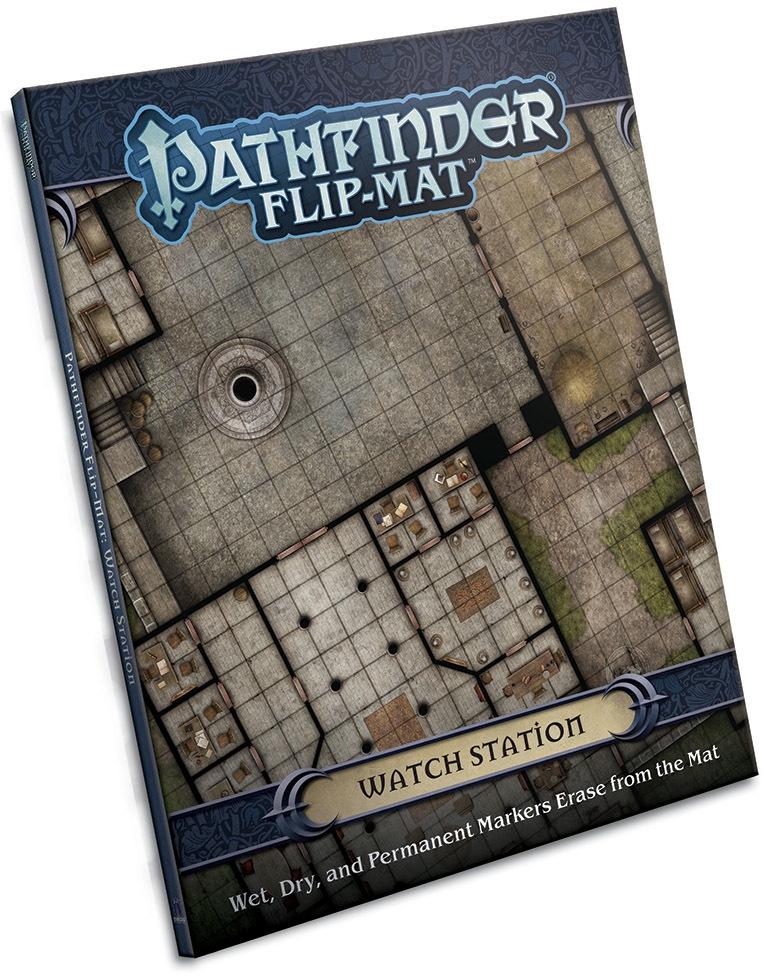 PATHFINDER®
FLIP-MAT™
WATCH STATION
Wet, Dry, and Permanent Markers Erase from the Mat
PATHFINDER FLIP-MAT: WATCH STATION